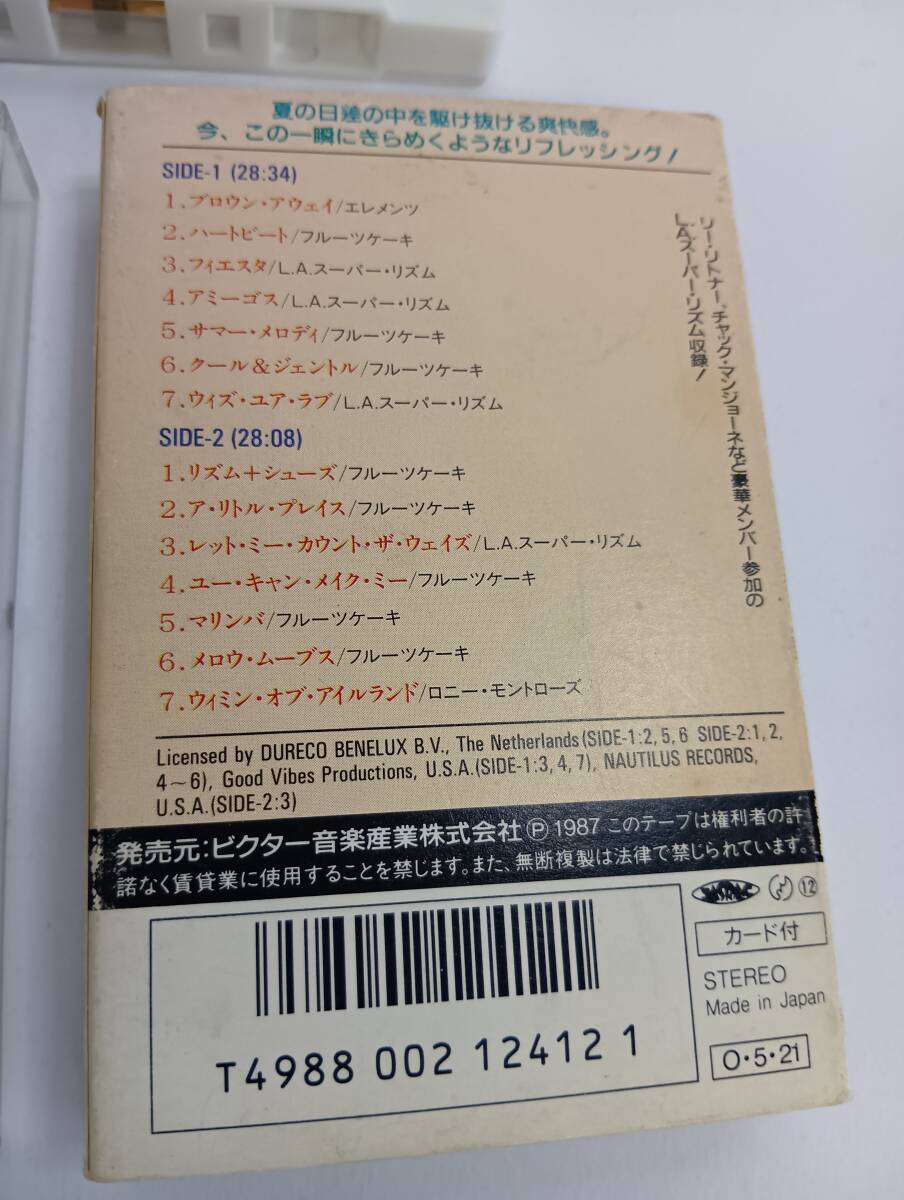 夏の日差の中を駆け抜ける爽快感。
今、この一瞬にきらめくようなリフレッシング!
SIDE-1 (28:34)
1.ブロウン・アウェイ/エレメンツ
2.ハートビート/フルーツケーキ
3.フィエスタ/L.A.スーパー・リズム
4.アミーゴス/L.A.スーパー・リズム
5.サマー・メロディ/フルーツケーキ
6.クール&ジェントル/フルーツケーキ
7.ウィズ・ユア・ラブ/L.A.スーパー・リズム
SIDE-2 (28:08)
1.リズム+シューズ/フルーツケーキ
2.ア・リトル・プレイス/フルーツケーキ
3.レット・ミー・カウント・ザ・ウェイズ/L.A.スーパー・リズム
4.ユー・キャン・メイク・ミー/フルーツケーキ
5.マリンバ/フルーツケーキ
6.メロウ・ムーブス/フルーツケーキ
7.ウィミン・オブ・アイルランド/ロニー・モントローズ
リー・リトナー、チャック・マンジョーネなど豪華メンバー参加の
L.A.スーパー・リズム収録!
Licensed by DURECO BENELUX B.V., The Netherlands (SIDE-1:2, 5, 6 SIDE-2:1, 2,
4~6), Good Vibes Productions, U.S.A.(SIDE-1:3, 4, 7), NAUTILUS RECORDS,
U.S.A.(SIDE-2:3)
発売元:ビクター音楽産業株式会社 Ⓟ 1987 このテープは権利者の許
諾なく賃貸業に使用することを禁じます。また、無断複製は法律で禁じられています。
⑫
カード付
STEREO
Made in Japan
O・5・21
T4988 002 12412 1